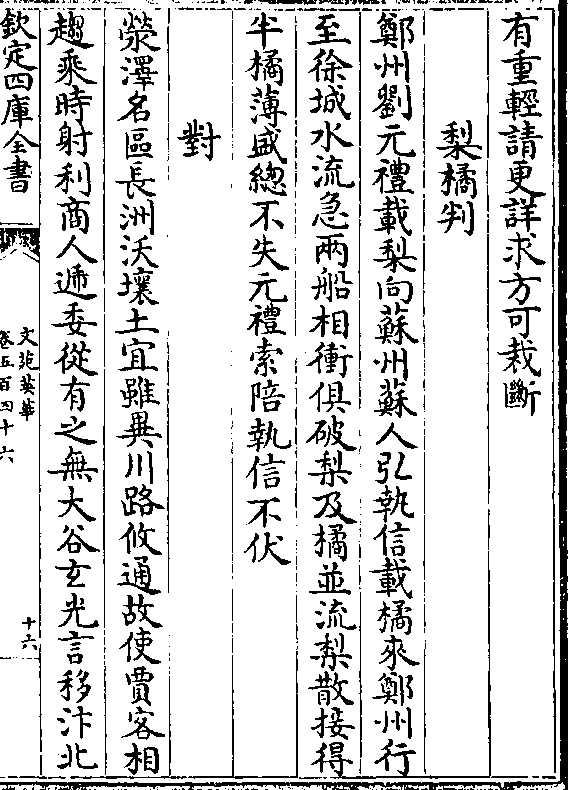 有重輕請更詳求方可裁斷
梨橘判
鄭州劉元禮載梨向蘇州蘇人弘執信載橘來鄭州行
至徐城水流急兩船相衝俱破梨及橘並流梨散接得
半橘薄盛總不失元禮索陪執信不伏
對
滎澤名區長洲沃壤土宜雖異川路攸通故使賈客相
趨乘時射利商人遞委從有之無大谷玄光言移汴北
欽定四庫全書
文苑英華
卷五百四十六
十六